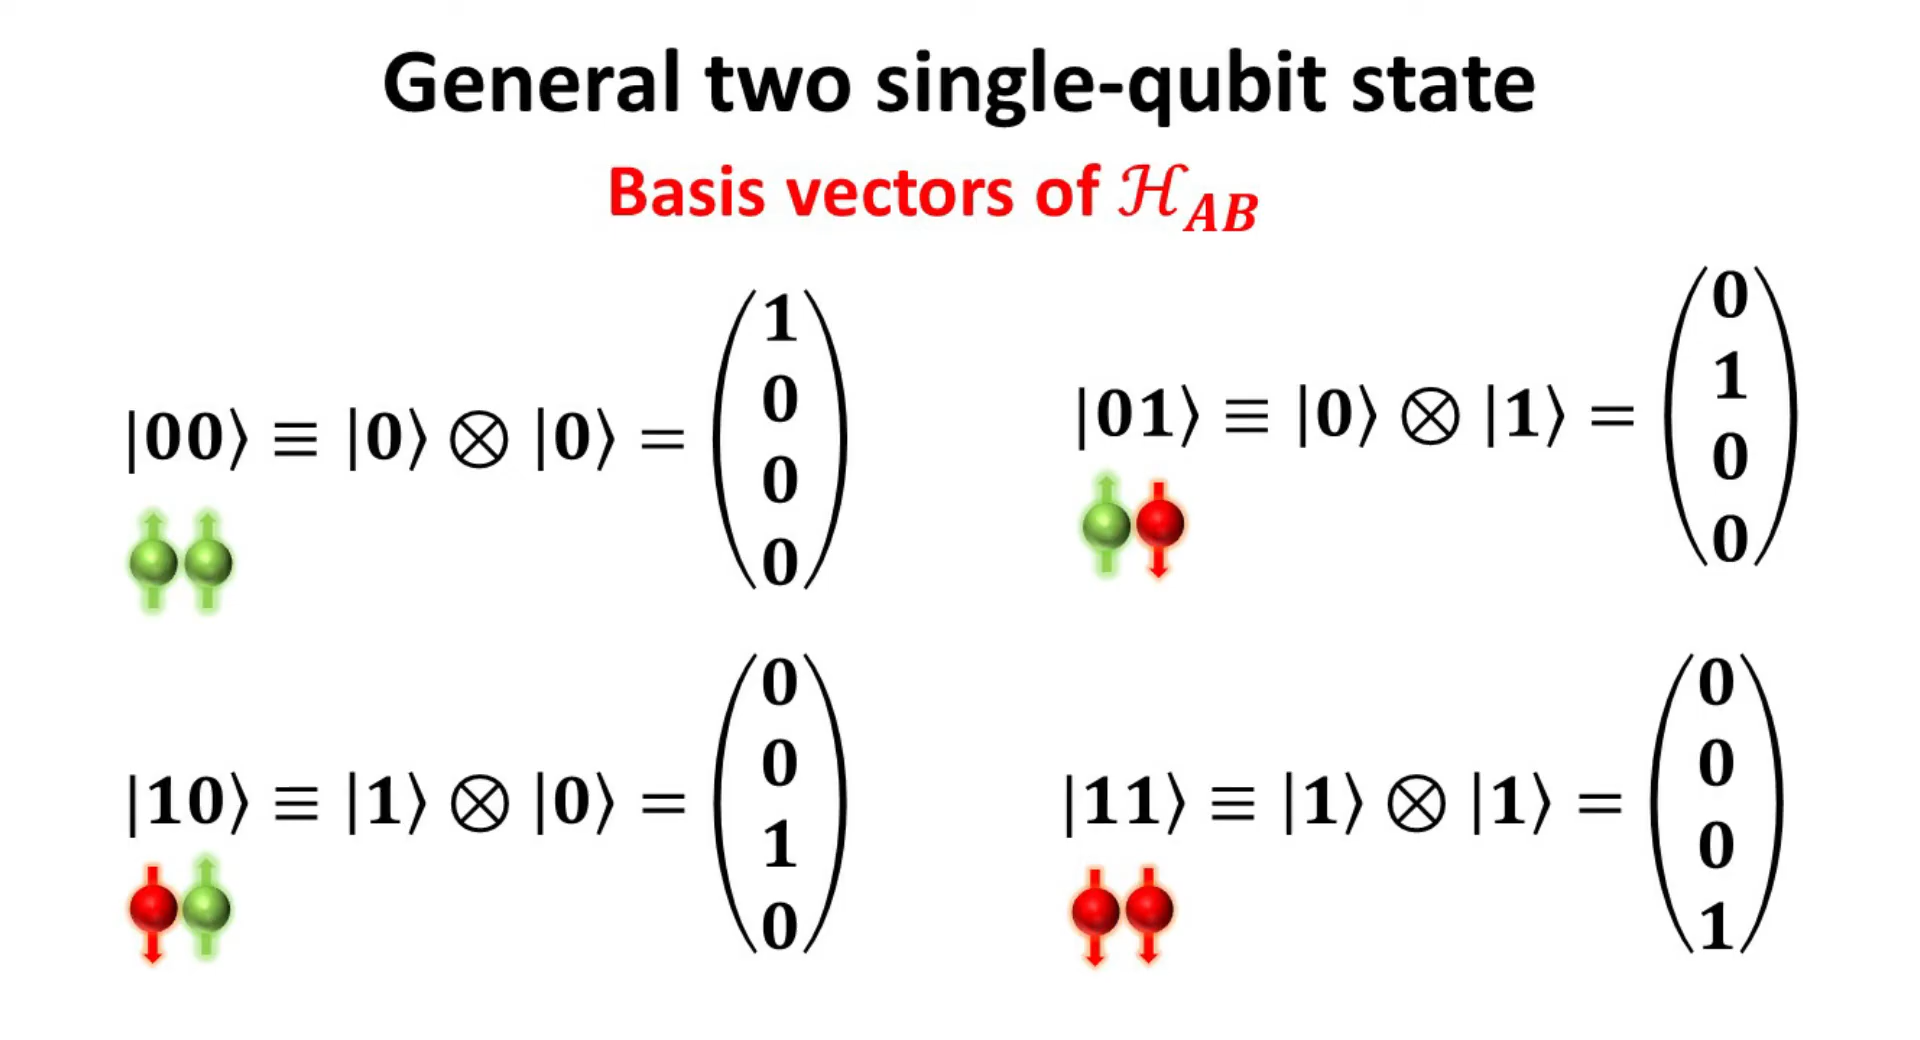 General two single-qubit state
Basis vectors of ℋ_AB
|00⟩ ≡ |0⟩ ⊗ |0⟩ = (1 0 0 0)
|01⟩ ≡ |0⟩ ⊗ |1⟩ = (0 1 0 0)
|10⟩ ≡ |1⟩ ⊗ |0⟩ = (0 0 1 0)
|11⟩ ≡ |1⟩ ⊗ |1⟩ = (0 0 0 1)